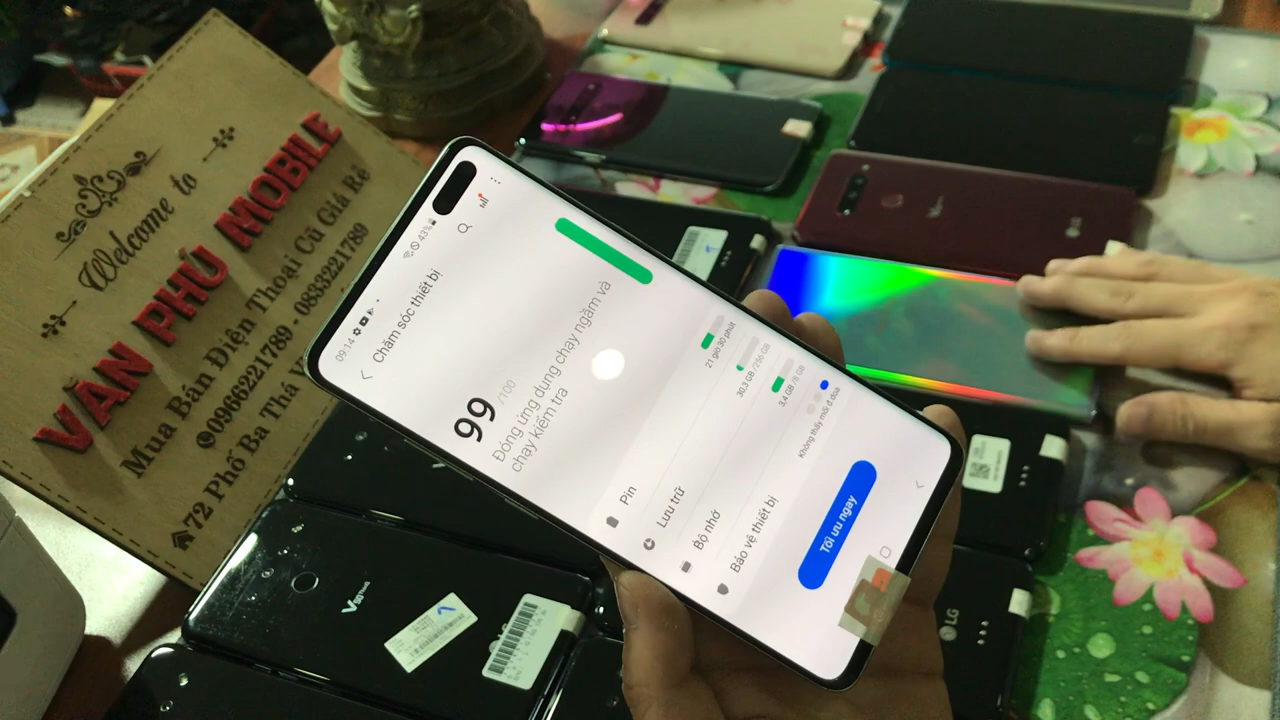 Welcome to
VĂN PHÚ MOBILE
Mua Bán Điện Thoại Cũ Giá Rẻ
0966221789 - 0833221789
72 Phố Ba Thá V
09:14
43%
Chăm sóc thiết bị
99 /100
Đóng ứng dụng chạy ngầm và
chạy kiểm tra
Pin
21 giờ 30 phút
Lưu trữ
30,3 GB /256 GB
Bộ nhớ
3,4 GB /8 GB
Bảo vệ thiết bị
Không thấy mối đ.dọa
Tối ưu ngay
V50 ThinQ
LG
LG